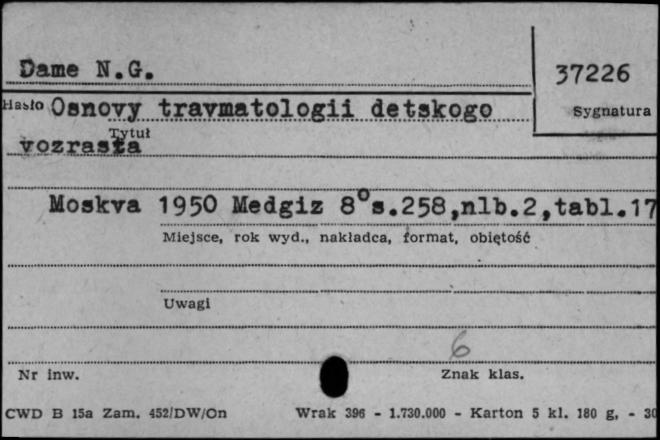 Dame N.G.
37226
Hasło Osnovy travmatologii detskogo
Sygnatura
Tytuł
vozrasta
Moskva 1950 Medgiz 8°s.258,nlb.2,tabl.17
Miejsce, rok wyd., nakładca, format, objętość
Uwagi
6
Nr inw.
Znak klas.
CWD B 15a Zam. 452/DW/On Wrak 396 - 1.730.000 - Karton 5 kl. 180 g, - 30